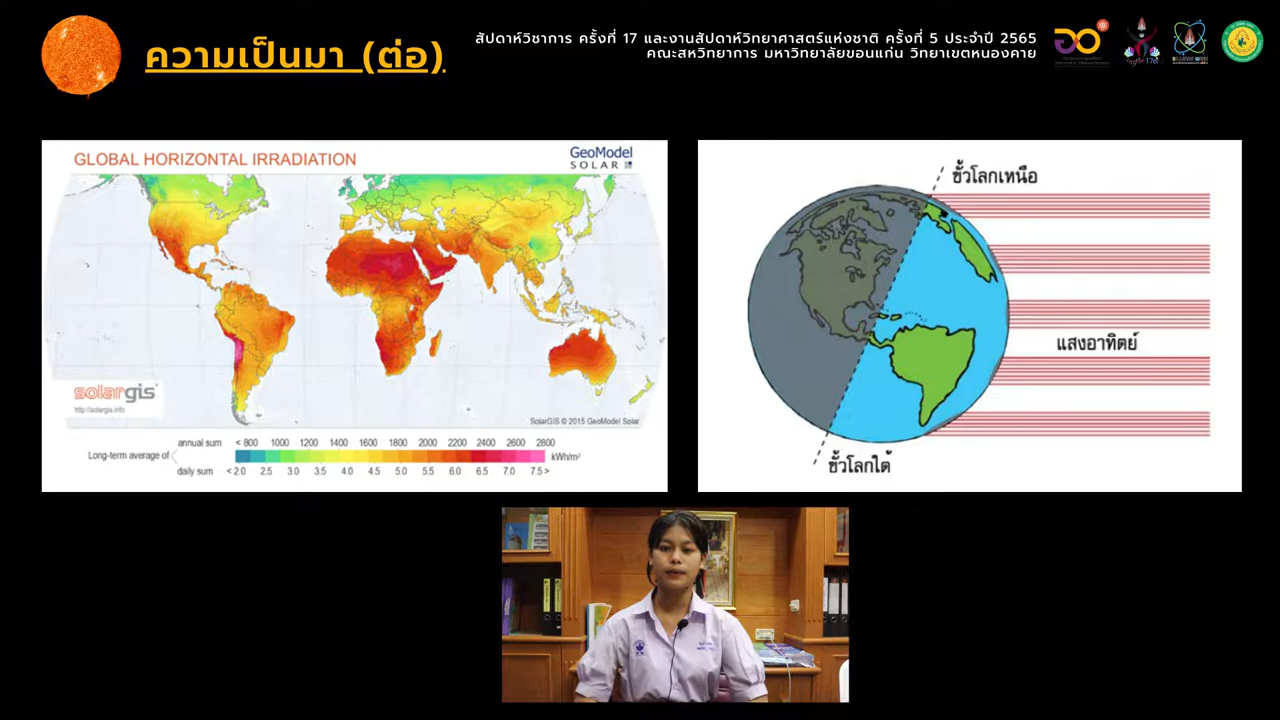 ความเป็นมา (ต่อ)
สัปดาห์วิชาการ ครั้งที่ 17 และงานสัปดาห์วิทยาศาสตร์แห่งชาติ ครั้งที่ 5 ประจำปี 2565
คณะสหวิทยาการ มหาวิทยาลัยขอนแก่น วิทยาเขตหนองคาย
GLOBAL HORIZONTAL IRRADIATION
GeoModel
SOLAR
solargis
http://solargis.info
SolarGIS © 2015 GeoModel Solar
annual sum < 800 1000 1200 1400 1600 1800 2000 2200 2400 2600 2800
Long-term average of kWh/m²
daily sum < 2.0 2.5 3.0 3.5 4.0 4.5 5.0 5.5 6.0 6.5 7.0 7.5 >
ขั้วโลกเหนือ
แสงอาทิตย์
ขั้วโลกใต้